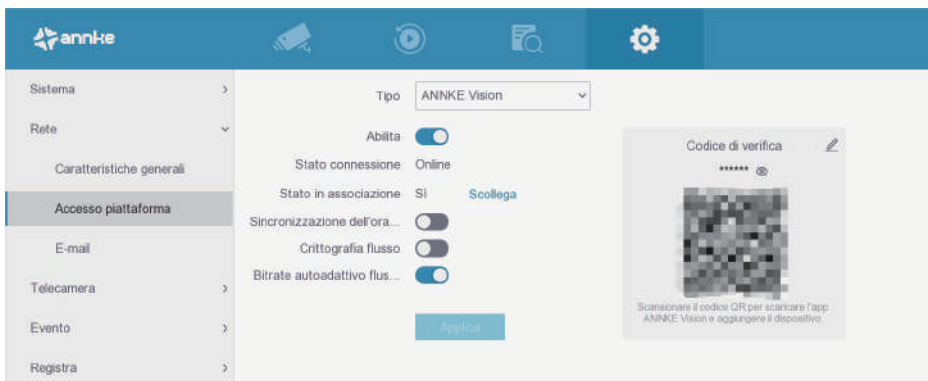 annke
Sistema
Rete
Caratteristiche generali
Accesso piattaforma
E-mail
Telecamera
Evento
Registra
Tipo ANNKE Vision
Abilita
Stato connessione Online
Stato in associazione Sì Scollega
Sincronizzazione dell'ora...
Crittografia flusso
Bitrate autoadattivo flus...
Applica
Codice di verifica
******
Scansionare il codice QR per scaricare l'app
ANNKE Vision e aggiungere il dispositivo.